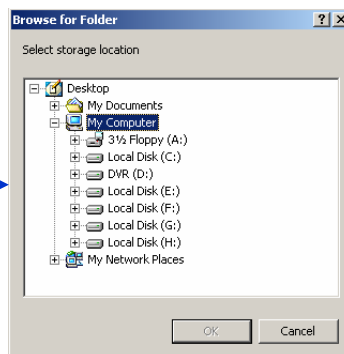 Browse for Folder
Select storage location
Desktop
My Documents
My Computer
3½ Floppy (A:)
Local Disk (C:)
DVR (D:)
Local Disk (E:)
Local Disk (F:)
Local Disk (G:)
Local Disk (H:)
My Network Places
OK Cancel